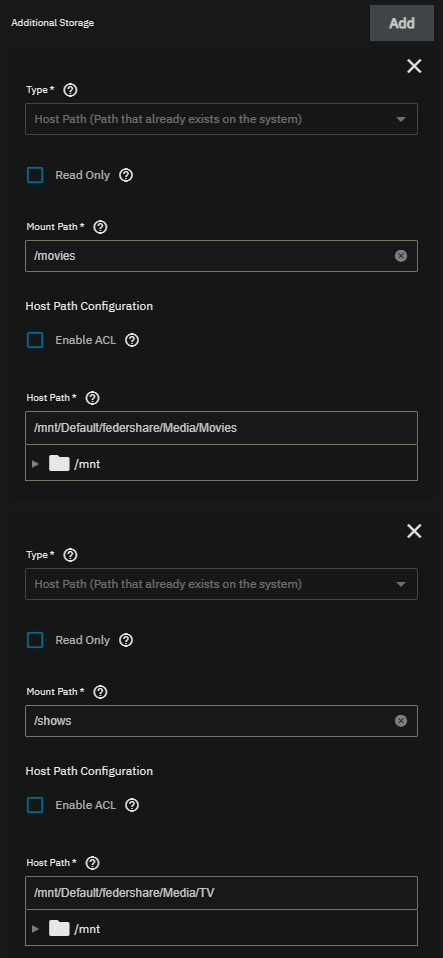 Additional Storage
Add
Type *
Host Path (Path that already exists on the system)
Read Only
Mount Path *
/movies
Host Path Configuration
Enable ACL
Host Path *
/mnt/Default/federshare/Media/Movies
/mnt
Type *
Host Path (Path that already exists on the system)
Read Only
Mount Path *
/shows
Host Path Configuration
Enable ACL
Host Path *
/mnt/Default/federshare/Media/TV
/mnt